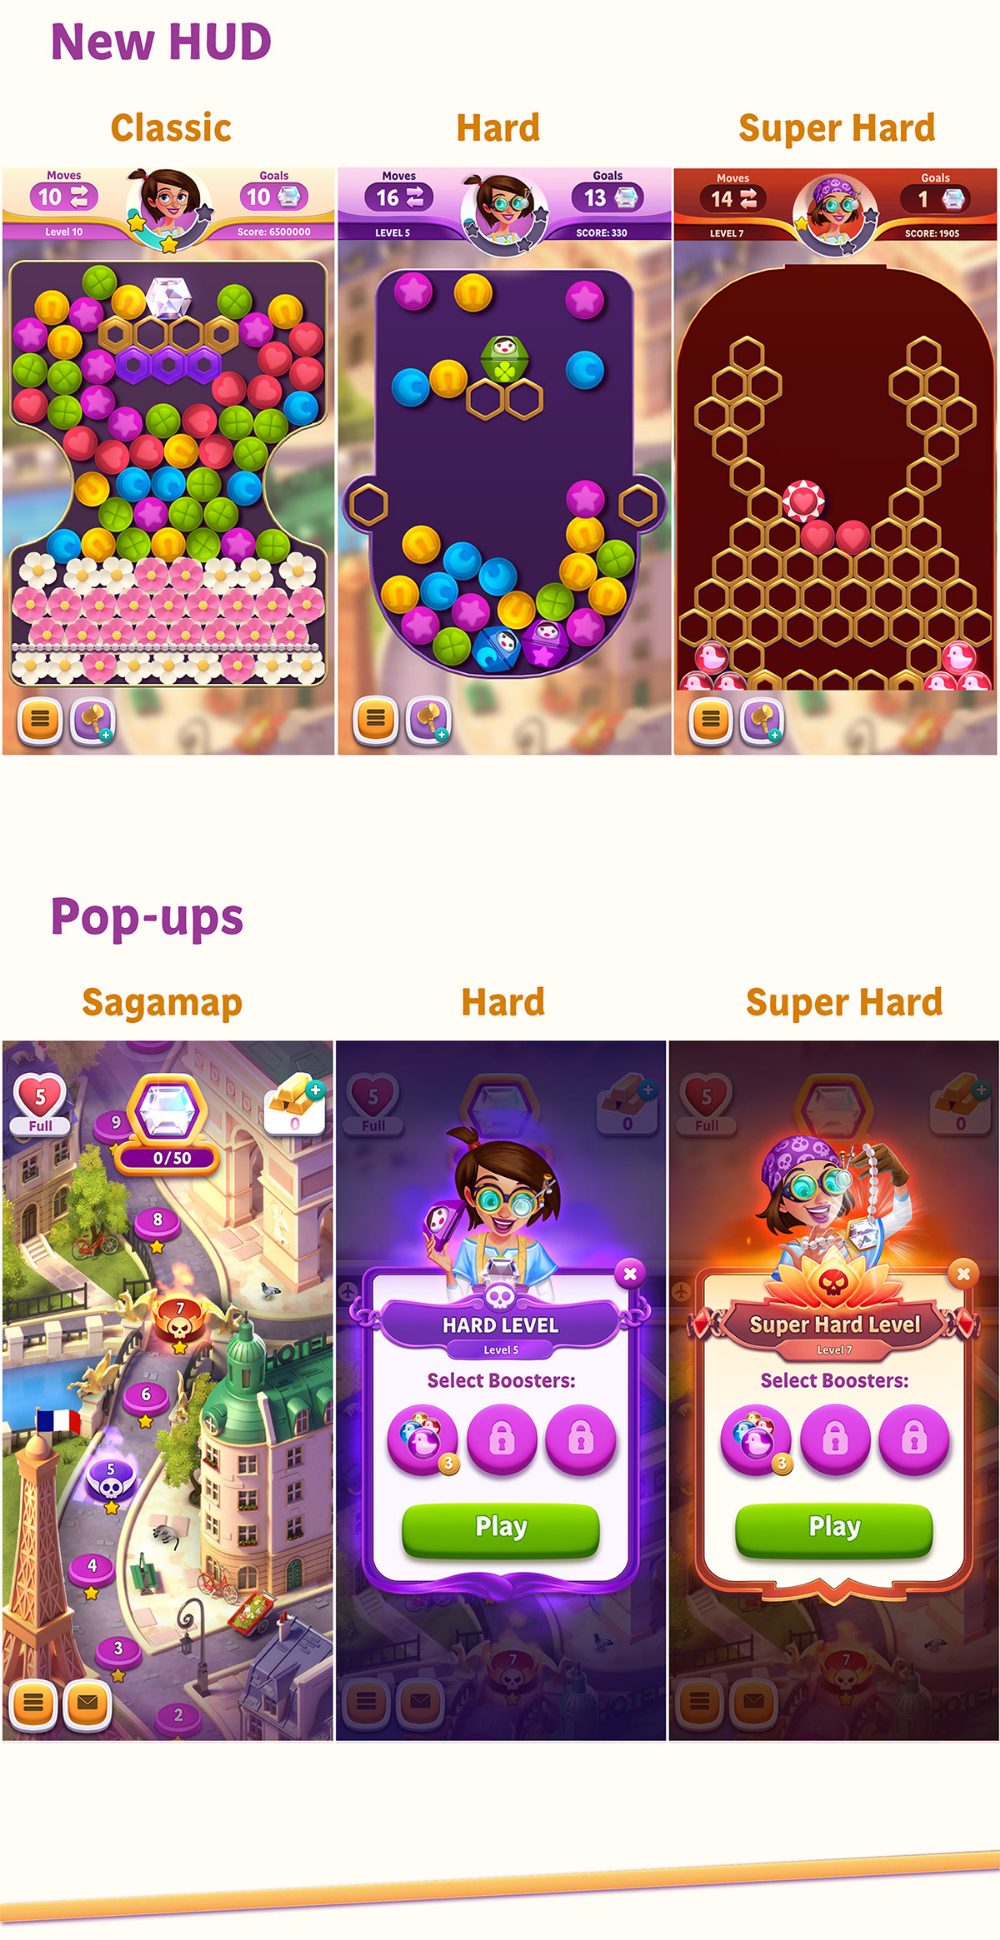 New HUD
Classic
Hard
Super Hard
Moves
10
Goals
10
Level 10
Score: 6500000
Moves
16
Goals
13
LEVEL 5
SCORE: 330
Moves
14
Goals
1
LEVEL 7
SCORE: 1905
Pop-ups
Sagamap
Hard
Super Hard
5
Full
0
9
0/50
8
7
HOTEL
6
5
4
3
2
5
Full
0
HARD LEVEL
Level 5
Select Boosters:
3
Play
7
5
Full
0
Super Hard Level
Level 7
Select Boosters:
3
Play
7